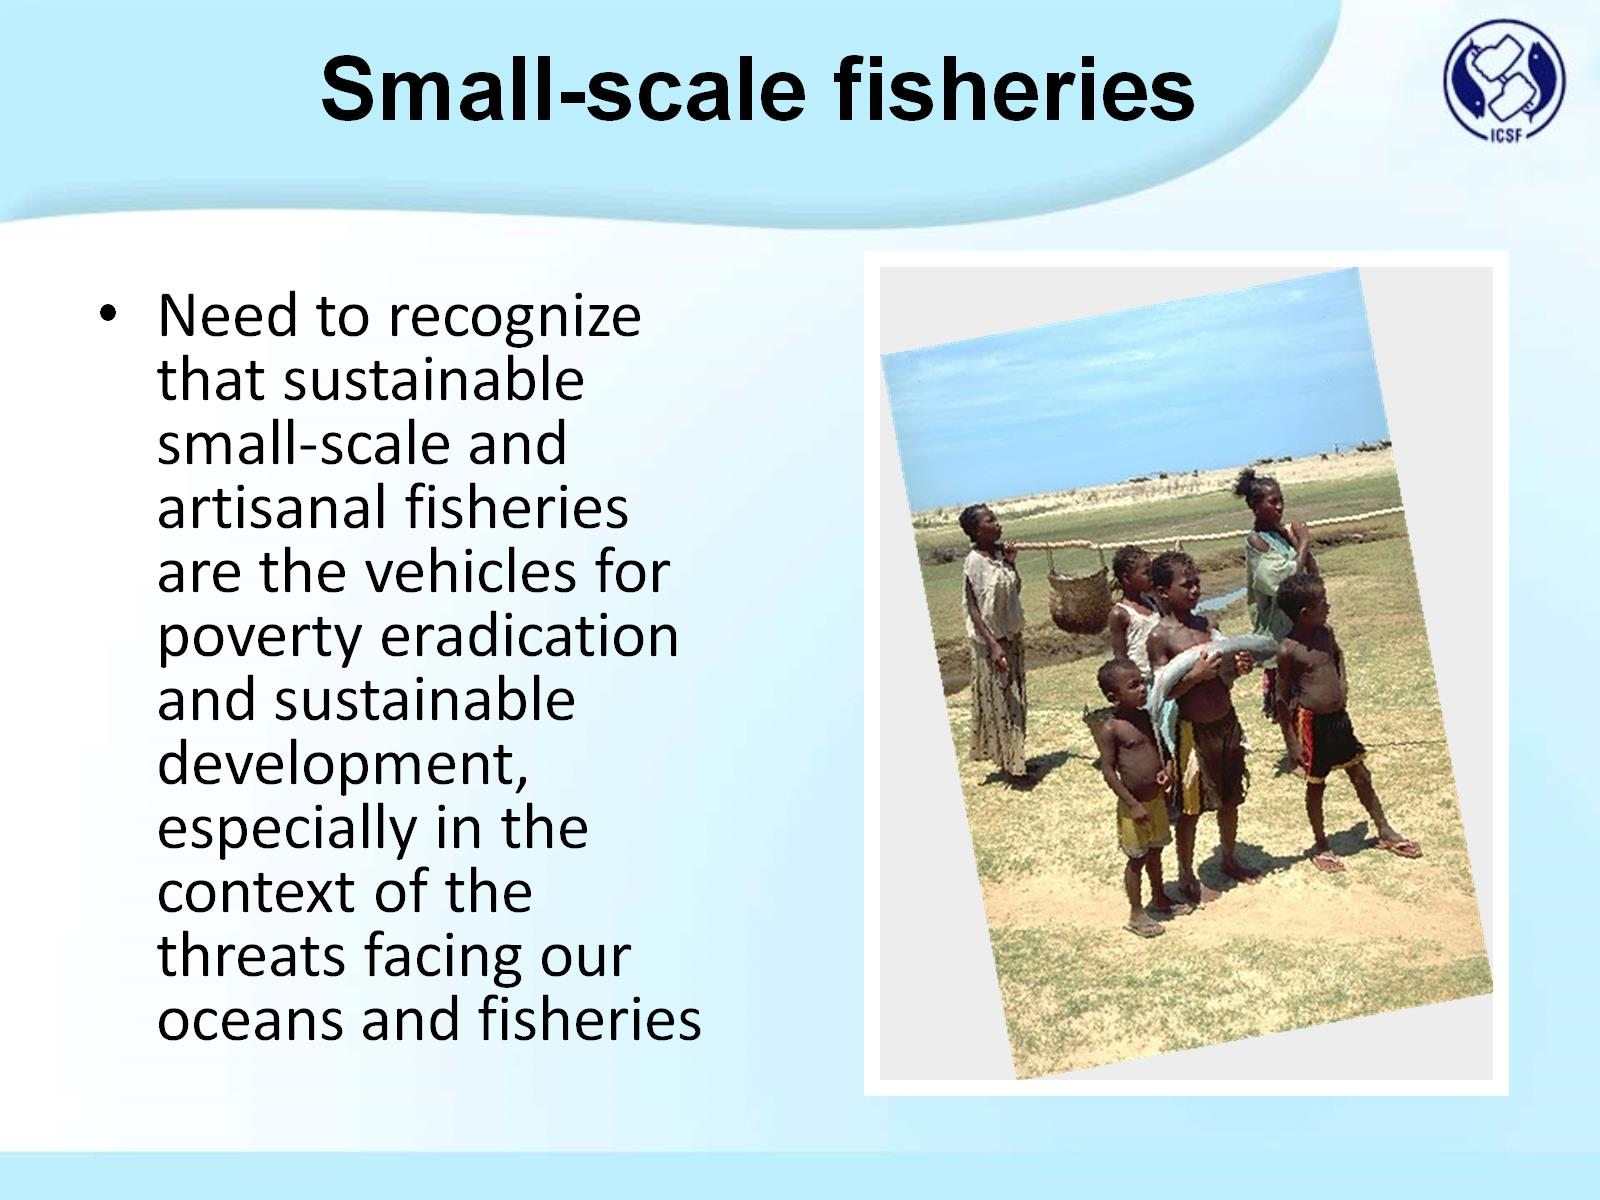 Small-scale fisheries
ICSF
• Need to recognize
that sustainable
small-scale and
artisanal fisheries
are the vehicles for
poverty eradication
and sustainable
development,
especially in the
context of the
threats facing our
oceans and fisheries